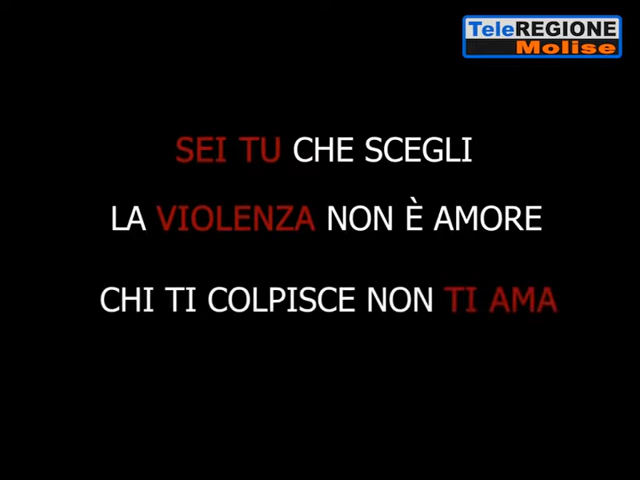 TeleREGIONE
Molise
SEI TU CHE SCEGLI
LA VIOLENZA NON È AMORE
CHI TI COLPISCE NON TI AMA